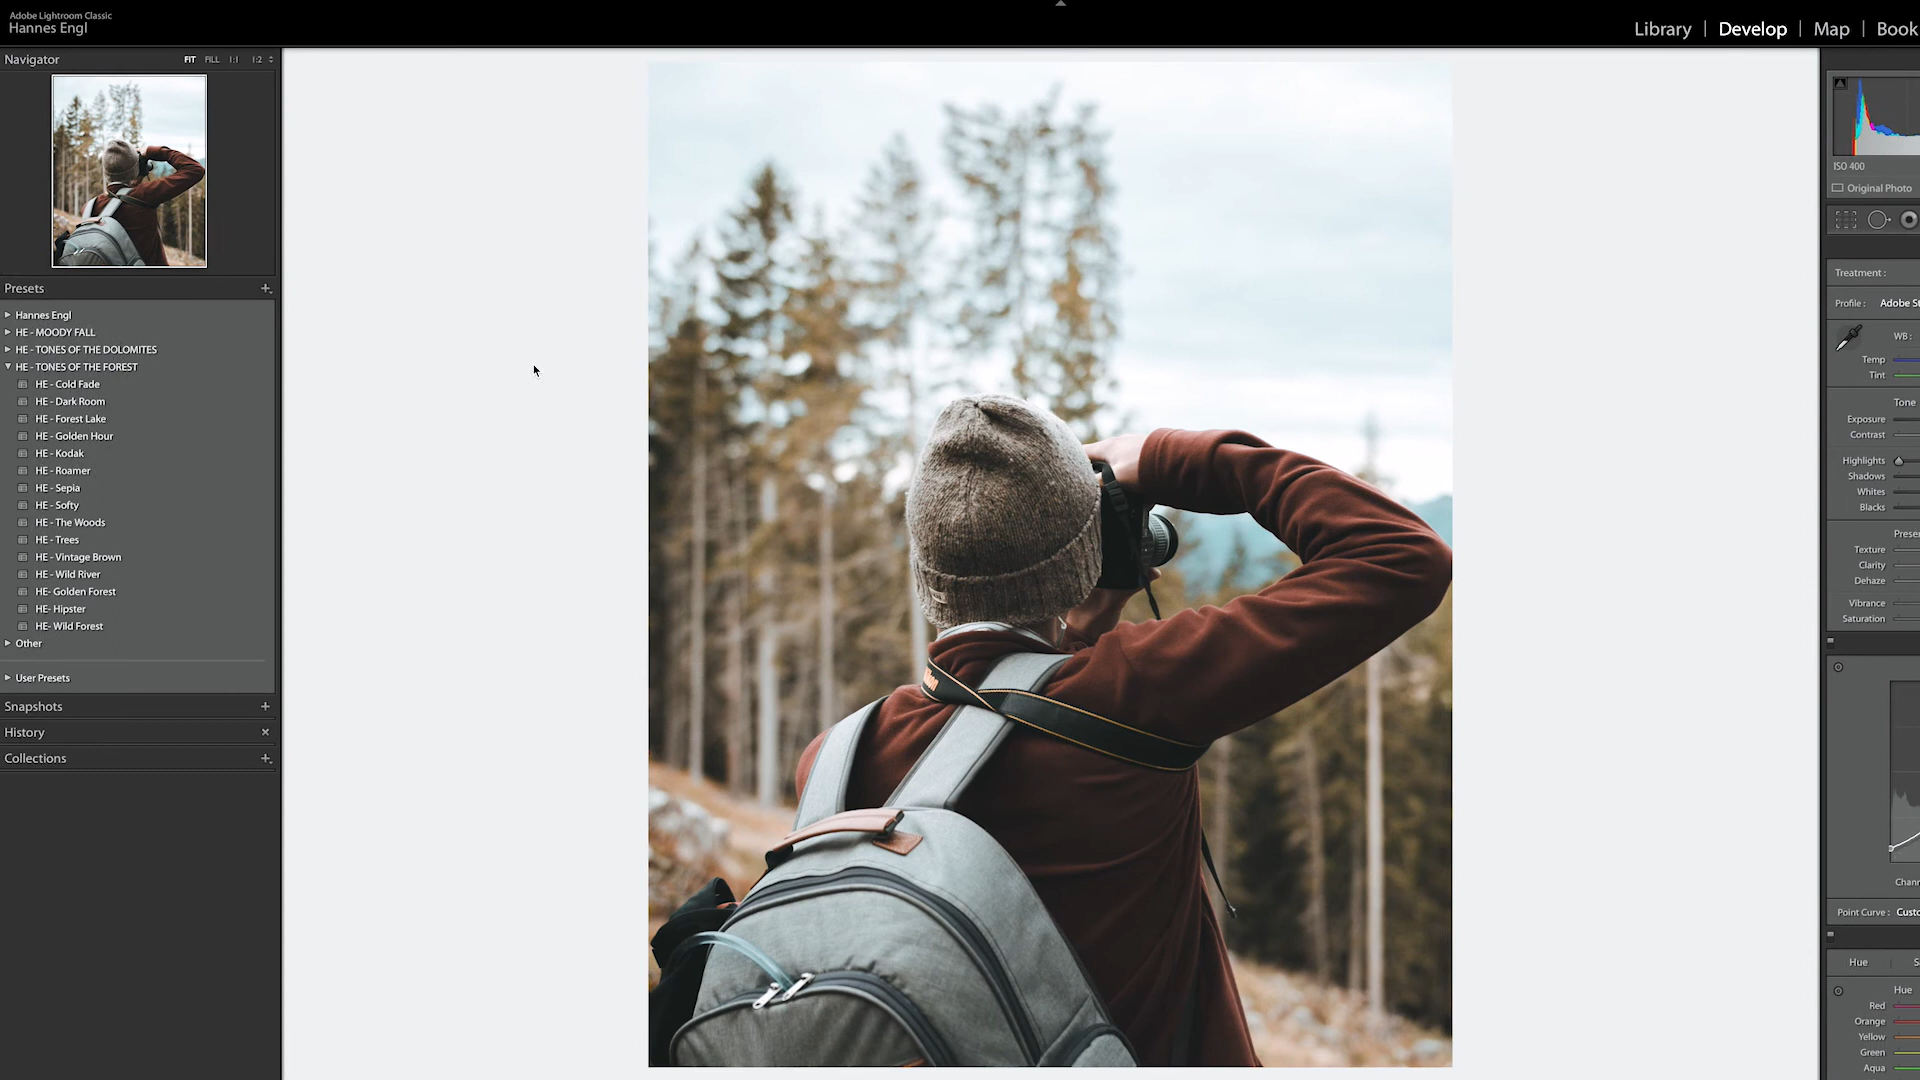 Adobe Lightroom Classic
Hannes Engl
Library | Develop | Map | Book
Navigator
FIT FILL 1:1 1:2
Presets
Hannes Engl
HE - MOODY FALL
HE - TONES OF THE DOLOMITES
HE - TONES OF THE FOREST
HE - Cold Fade
HE - Dark Room
HE - Forest Lake
HE - Golden Hour
HE - Kodak
HE - Roamer
HE - Sepia
HE - Softy
HE - The Woods
HE - Trees
HE - Vintage Brown
HE - Wild River
HE- Golden Forest
HE- Hipster
HE- Wild Forest
Other
User Presets
Snapshots
History
Collections
ISO 400
Original Photo
Treatment :
Profile : Adobe St
WB :
Temp
Tint
Tone
Exposure
Contrast
Highlights
Shadows
Whites
Blacks
Prese
Texture
Clarity
Dehaze
Vibrance
Saturation
Chann
Point Curve : Custo
Hue S
Hue
Red
Orange
Yellow
Green
Aqua